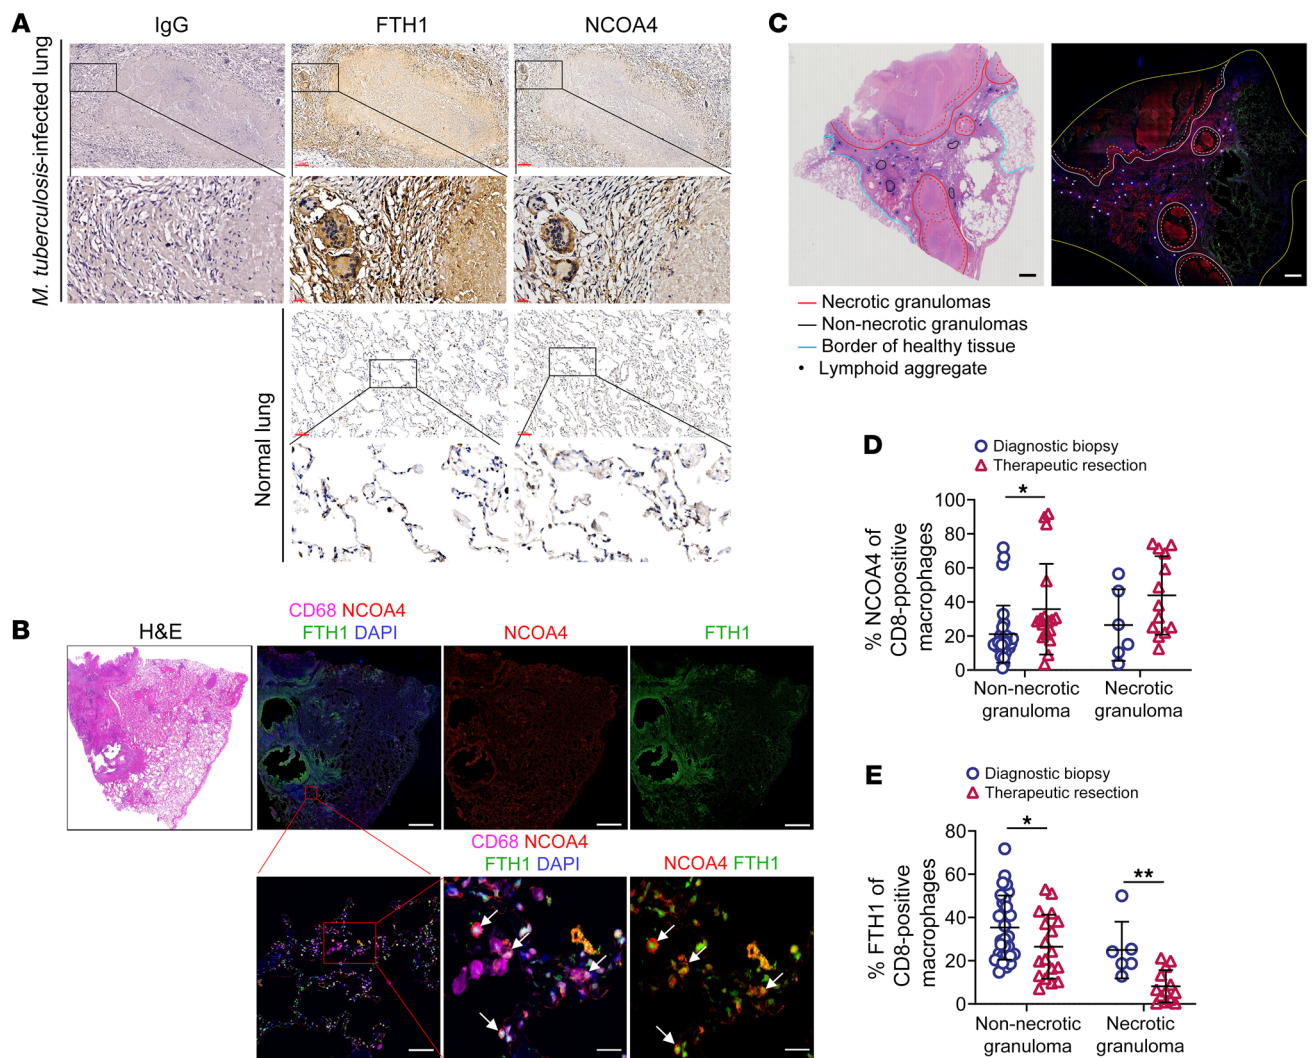 A
IgG
FTH1
NCOA4
M. tuberculosis-infected lung
Normal lung
B
H&E
CD68 NCOA4
FTH1 DAPI
NCOA4
FTH1
CD68 NCOA4
FTH1 DAPI
NCOA4 FTH1
C
Necrotic granulomas
Non-necrotic granulomas
Border of healthy tissue
Lymphoid aggregate
D
Diagnostic biopsy
Therapeutic resection
% NCOA4 of
CD8-ppositive
macrophages
100
80
60
40
20
0
*
Non-necrotic
granuloma
Necrotic
granuloma
E
Diagnostic biopsy
Therapeutic resection
% FTH1 of
CD8-positive
macrophages
80
60
40
20
0
*
**
Non-necrotic
granuloma
Necrotic
granuloma